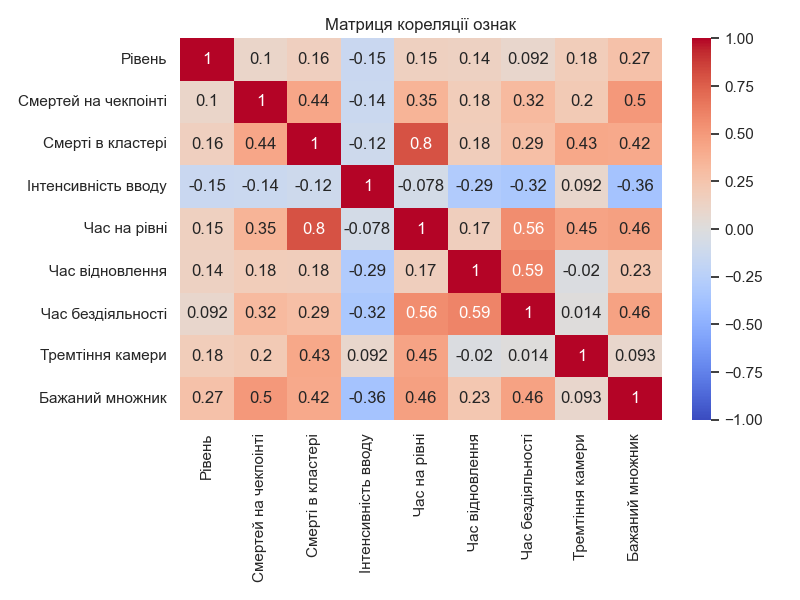 Матриця кореляції ознак
Рівень 1 0.1 0.16 -0.15 0.15 0.14 0.092 0.18 0.27
Смертей на чекпоінті 0.1 1 0.44 -0.14 0.35 0.18 0.32 0.2 0.5
Смерті в кластері 0.16 0.44 1 -0.12 0.8 0.18 0.29 0.43 0.42
Інтенсивність вводу -0.15 -0.14 -0.12 1 -0.078 -0.29 -0.32 0.092 -0.36
Час на рівні 0.15 0.35 0.8 -0.078 1 0.17 0.56 0.45 0.46
Час відновлення 0.14 0.18 0.18 -0.29 0.17 1 0.59 -0.02 0.23
Час бездіяльності 0.092 0.32 0.29 -0.32 0.56 0.59 1 0.014 0.46
Тремтіння камери 0.18 0.2 0.43 0.092 0.45 -0.02 0.014 1 0.093
Бажаний множник 0.27 0.5 0.42 -0.36 0.46 0.23 0.46 0.093 1
Рівень
Смертей на чекпоінті
Смерті в кластері
Інтенсивність вводу
Час на рівні
Час відновлення
Час бездіяльності
Тремтіння камери
Бажаний множник
1.00
0.75
0.50
0.25
0.00
−0.25
−0.50
−0.75
−1.00